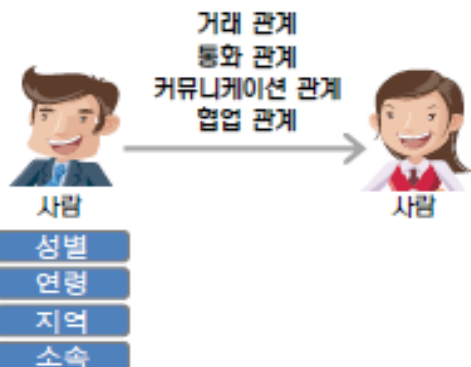 거래 관계
통화 관계
커뮤니케이션 관계
협업 관계
사람
사람
성별
연령
지역
소속